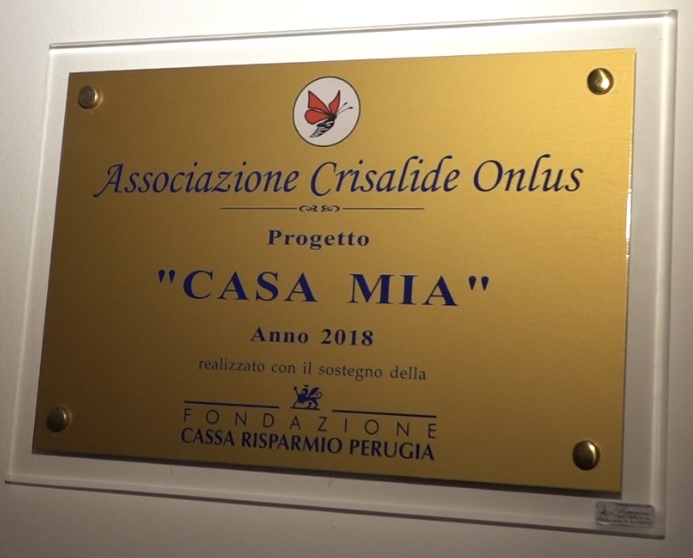 Associazione Crisalide Onlus
Progetto
"CASA MIA"
Anno 2018
realizzato con il sostegno della
FONDAZIONE
CASSA RISPARMIO PERUGIA